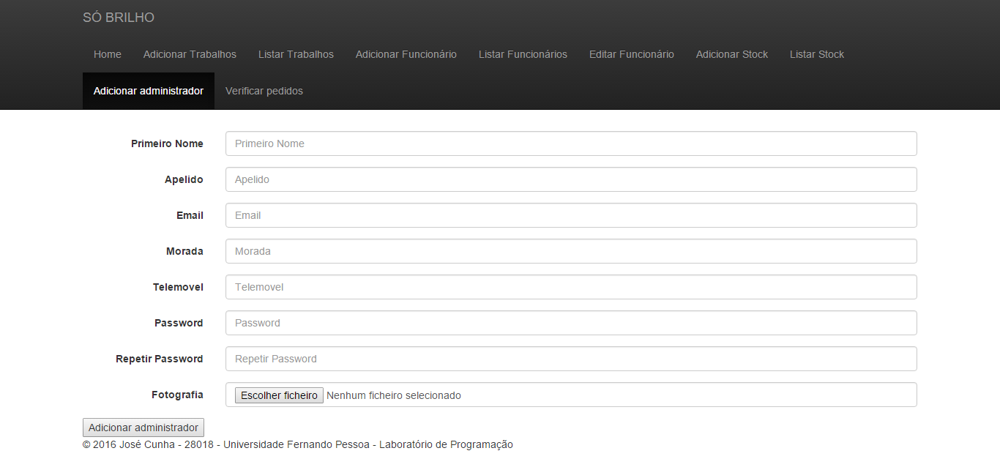 SÓ BRILHO
Home Adicionar Trabalhos Listar Trabalhos Adicionar Funcionário Listar Funcionários Editar Funcionário Adicionar Stock Listar Stock
Adicionar administrador Verificar pedidos
Primeiro Nome Primeiro Nome
Apelido Apelido
Email Email
Morada Morada
Telemovel Telemovel
Password Password
Repetir Password Repetir Password
Fotografia Escolher ficheiro Nenhum ficheiro selecionado
Adicionar administrador
© 2016 José Cunha - 28018 - Universidade Fernando Pessoa - Laboratório de Programação